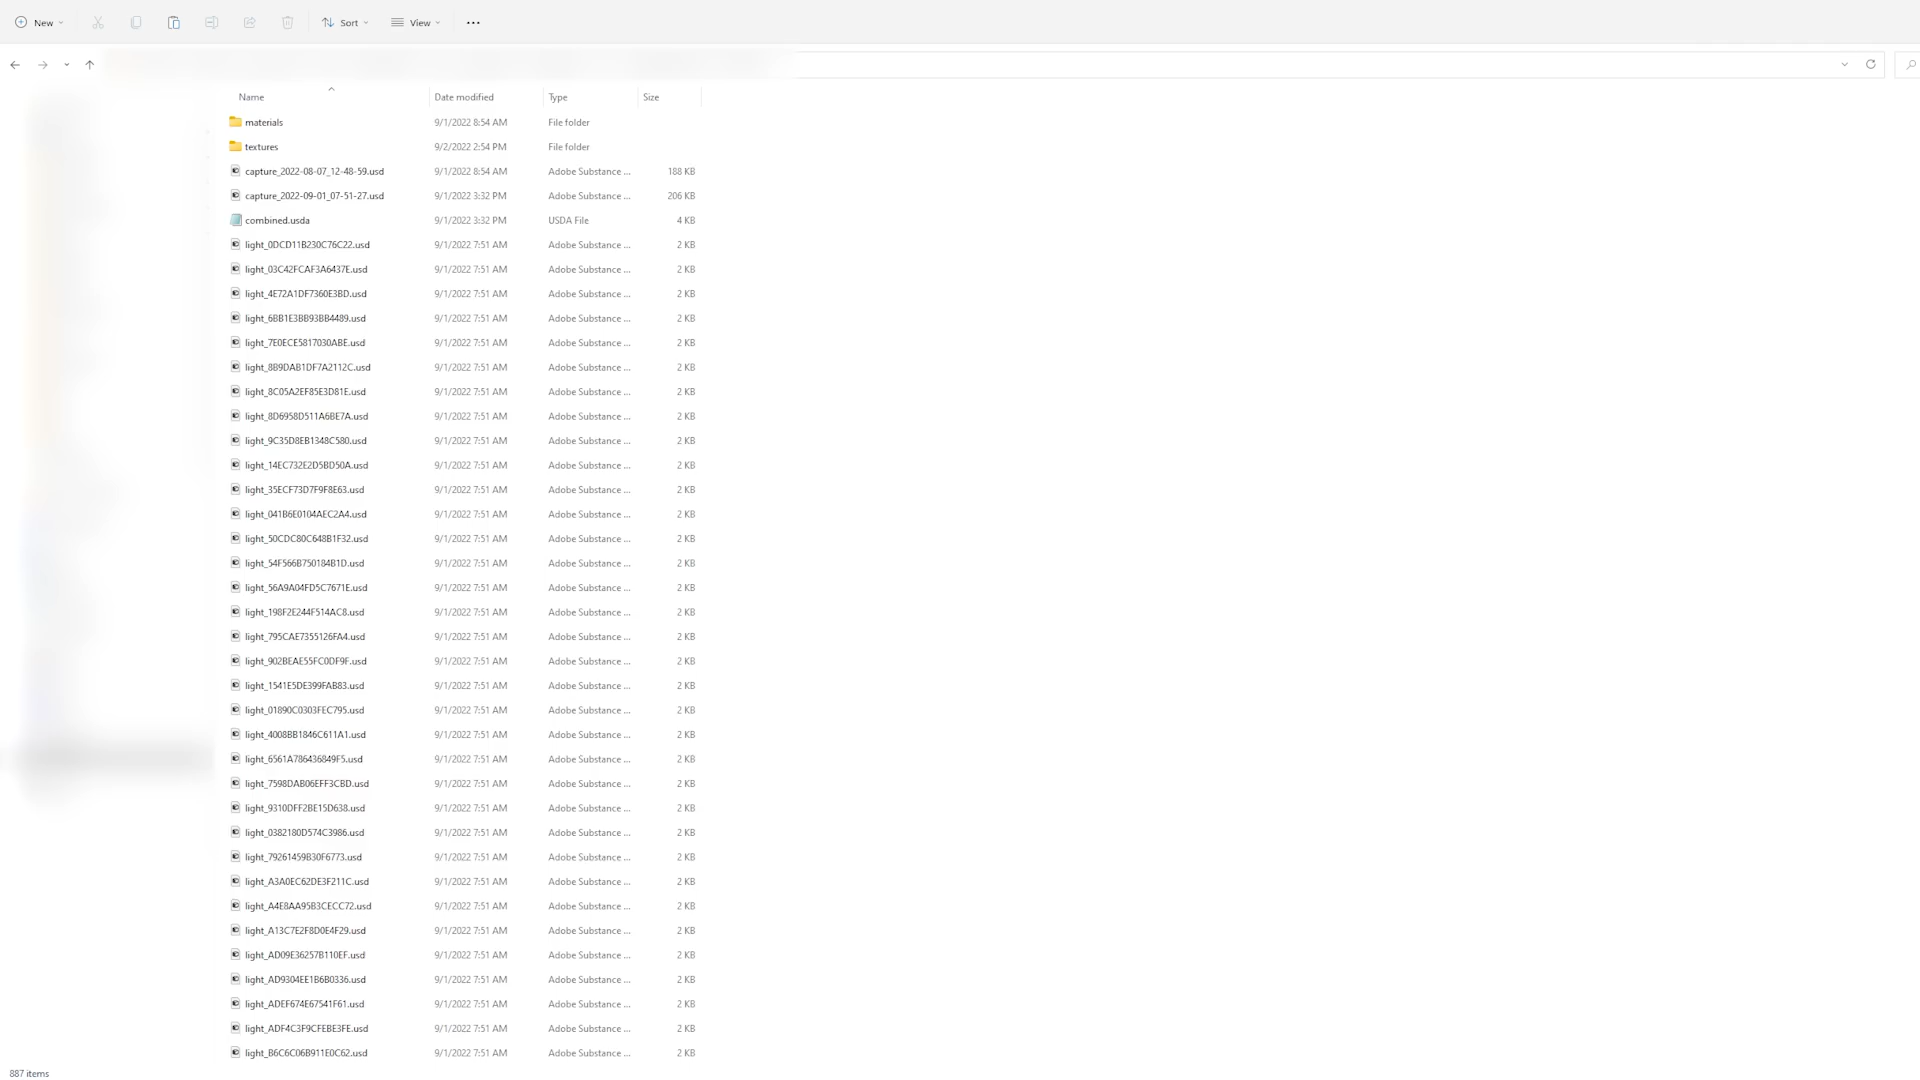 New Sort View
Name Date modified Type Size
materials 9/1/2022 8:54 AM File folder
textures 9/2/2022 2:54 PM File folder
capture_2022-08-07_12-48-59.usd 9/1/2022 8:54 AM Adobe Substance ... 188 KB
capture_2022-09-01_07-51-27.usd 9/1/2022 3:32 PM Adobe Substance ... 206 KB
combined.usda 9/1/2022 3:32 PM USDA File 4 KB
light_0DCD11B230C76C22.usd 9/1/2022 7:51 AM Adobe Substance ... 2 KB
light_03C42FCAF3A6437E.usd 9/1/2022 7:51 AM Adobe Substance ... 2 KB
light_4E72A1DF7360E3BD.usd 9/1/2022 7:51 AM Adobe Substance ... 2 KB
light_6BB1E3BB93BB4489.usd 9/1/2022 7:51 AM Adobe Substance ... 2 KB
light_7E0ECE5817030ABE.usd 9/1/2022 7:51 AM Adobe Substance ... 2 KB
light_8B9DAB1DF7A2112C.usd 9/1/2022 7:51 AM Adobe Substance ... 2 KB
light_8C05A2EF85E3D81E.usd 9/1/2022 7:51 AM Adobe Substance ... 2 KB
light_8D6958D511A6BE7A.usd 9/1/2022 7:51 AM Adobe Substance ... 2 KB
light_9C35D8EB1348C580.usd 9/1/2022 7:51 AM Adobe Substance ... 2 KB
light_14EC732E2D5BD50A.usd 9/1/2022 7:51 AM Adobe Substance ... 2 KB
light_35ECF73D7F9F8E63.usd 9/1/2022 7:51 AM Adobe Substance ... 2 KB
light_041B6E0104AEC2A4.usd 9/1/2022 7:51 AM Adobe Substance ... 2 KB
light_50CDC80C648B1F32.usd 9/1/2022 7:51 AM Adobe Substance ... 2 KB
light_54F566B750184B1D.usd 9/1/2022 7:51 AM Adobe Substance ... 2 KB
light_56A9A04FD5C7671E.usd 9/1/2022 7:51 AM Adobe Substance ... 2 KB
light_198F2E244F514AC8.usd 9/1/2022 7:51 AM Adobe Substance ... 2 KB
light_795CAE7355126FA4.usd 9/1/2022 7:51 AM Adobe Substance ... 2 KB
light_902BEAE55FC0DF9F.usd 9/1/2022 7:51 AM Adobe Substance ... 2 KB
light_1541E5DE399FAB83.usd 9/1/2022 7:51 AM Adobe Substance ... 2 KB
light_01890C0303FEC795.usd 9/1/2022 7:51 AM Adobe Substance ... 2 KB
light_4008BB1846C611A1.usd 9/1/2022 7:51 AM Adobe Substance ... 2 KB
light_6561A786436849F5.usd 9/1/2022 7:51 AM Adobe Substance ... 2 KB
light_7598DAB06EFF3CBD.usd 9/1/2022 7:51 AM Adobe Substance ... 2 KB
light_9310DFF2BE15D638.usd 9/1/2022 7:51 AM Adobe Substance ... 2 KB
light_0382180D574C3986.usd 9/1/2022 7:51 AM Adobe Substance ... 2 KB
light_79261459B30F6773.usd 9/1/2022 7:51 AM Adobe Substance ... 2 KB
light_A3A0EC62DE3F211C.usd 9/1/2022 7:51 AM Adobe Substance ... 2 KB
light_A4E8AA95B3CECC72.usd 9/1/2022 7:51 AM Adobe Substance ... 2 KB
light_A13C7E2F8D0E4F29.usd 9/1/2022 7:51 AM Adobe Substance ... 2 KB
light_AD09E36257B110EF.usd 9/1/2022 7:51 AM Adobe Substance ... 2 KB
light_AD9304EE1B6B0336.usd 9/1/2022 7:51 AM Adobe Substance ... 2 KB
light_ADEF674E67541F61.usd 9/1/2022 7:51 AM Adobe Substance ... 2 KB
light_ADF4C3F9CFEBE3FE.usd 9/1/2022 7:51 AM Adobe Substance ... 2 KB
light_B6C6C06B911E0C62.usd 9/1/2022 7:51 AM Adobe Substance ... 2 KB
887 items